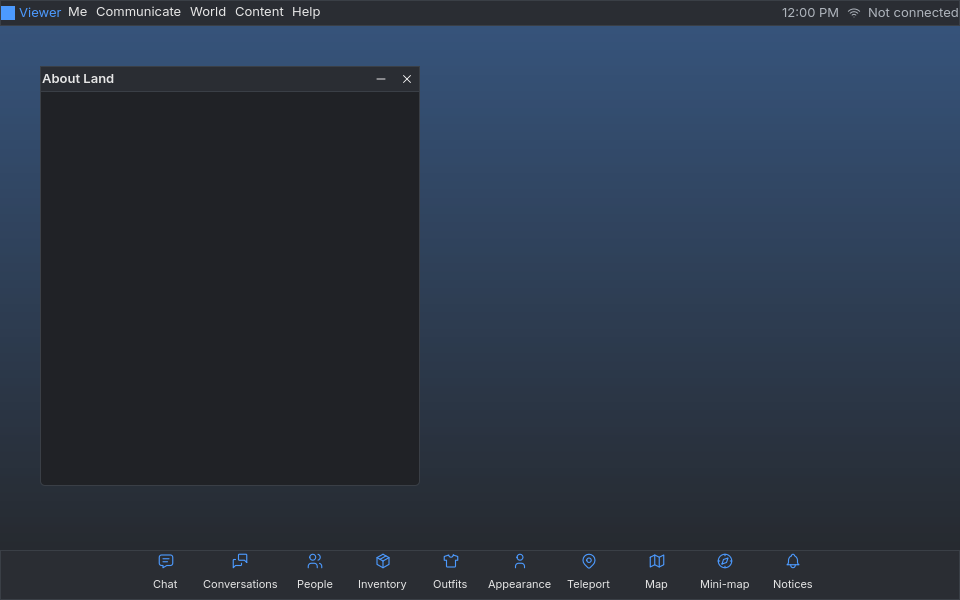 Viewer Me Communicate World Content Help 12:00 PM Not connected
About Land
Chat Conversations People Inventory Outfits Appearance Teleport Map Mini-map Notices